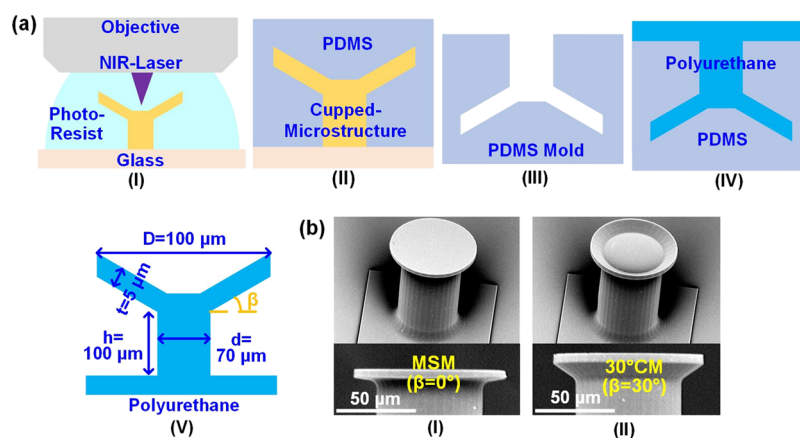 (a)
Objective
NIR-Laser
Photo-
Resist
Glass
(I)
PDMS
Cupped-
Microstructure
(II)
PDMS Mold
(III)
Polyurethane
PDMS
(IV)
D=100 μm
t=5 μm
β
h=
100 μm
d=
70 μm
Polyurethane
(V)
(b)
MSM
(β=0°)
50 μm
(I)
30°CM
(β=30°)
50 μm
(II)